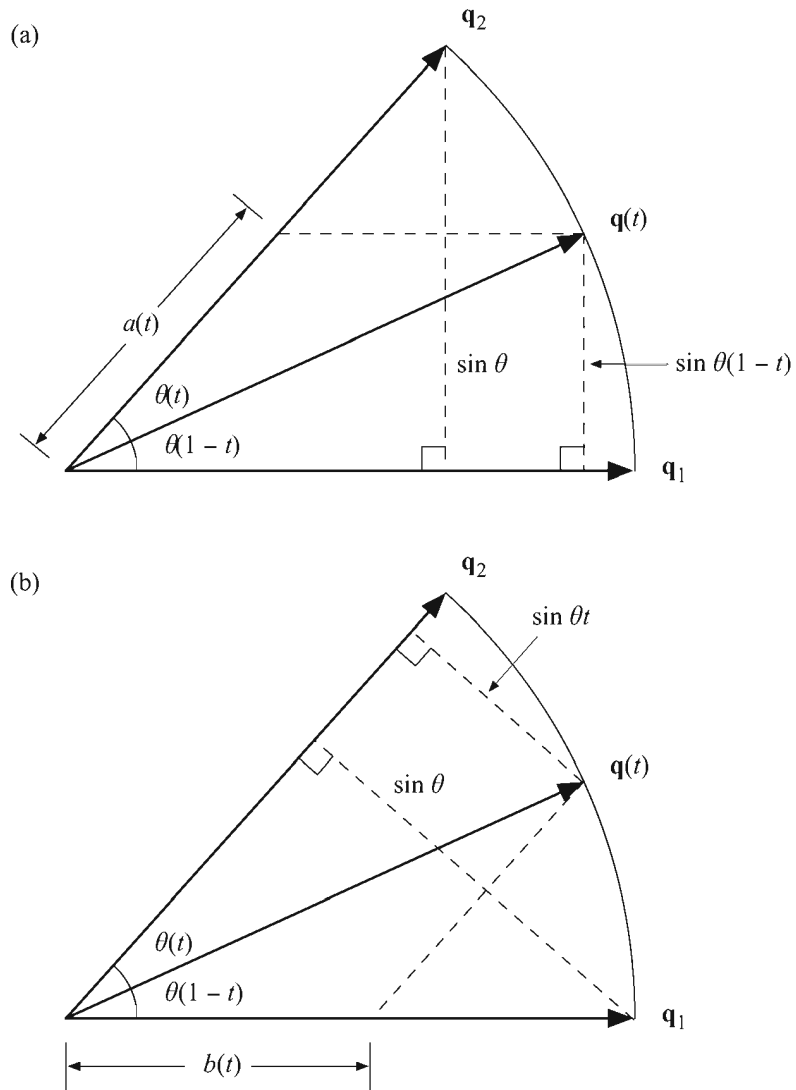 (a)
q2
q(t)
a(t)
θ(t)
sin θ
sin θ(1 – t)
θ(1 – t)
q1
(b)
q2
sin θt
q(t)
sin θ
θ(t)
θ(1 – t)
q1
b(t)